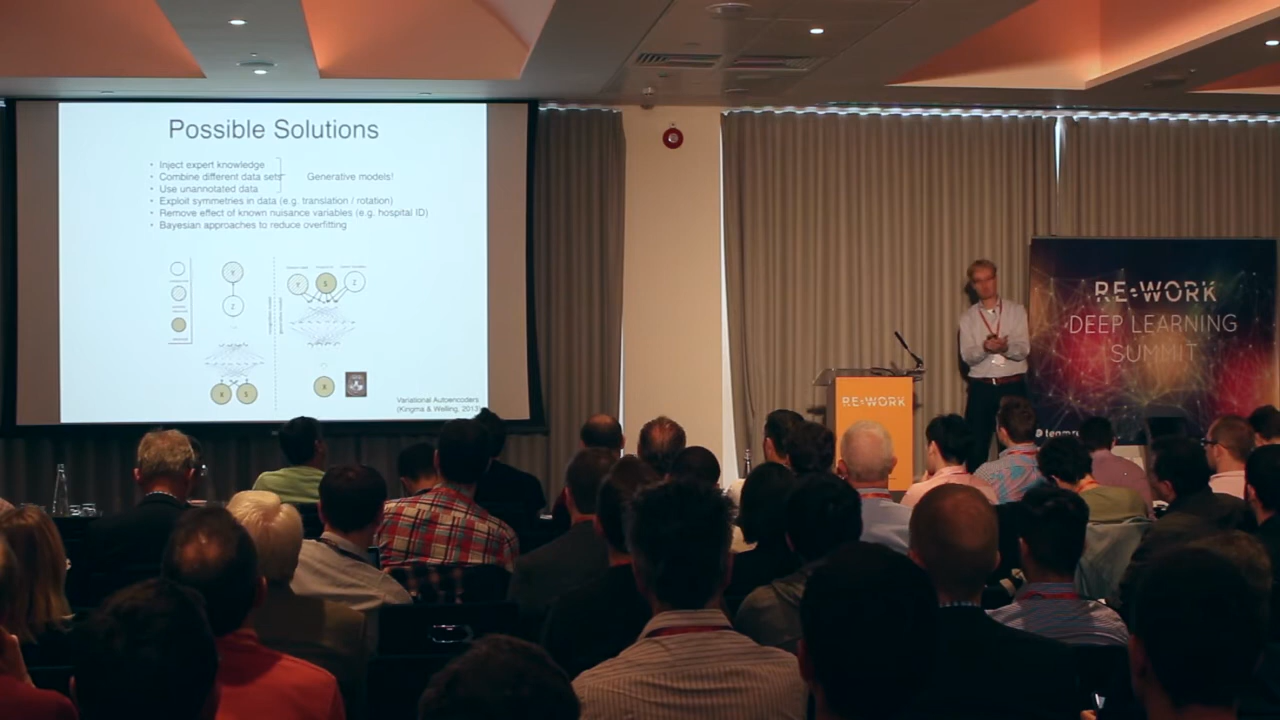 Possible Solutions
• Inject expert knowledge
• Combine different data sets
Generative models!
• Use unannotated data
• Exploit symmetries in data (e.g. translation / rotation)
• Remove effect of known nuisance variables (e.g. hospital ID)
• Bayesian approaches to reduce overfitting
Y
Z
X
S
Y
S
Z
X
Variational Autoencoders
(Kingma & Welling, 2013)
RE•WORK
RE•WORK
DEEP LEARNING
SUMMIT